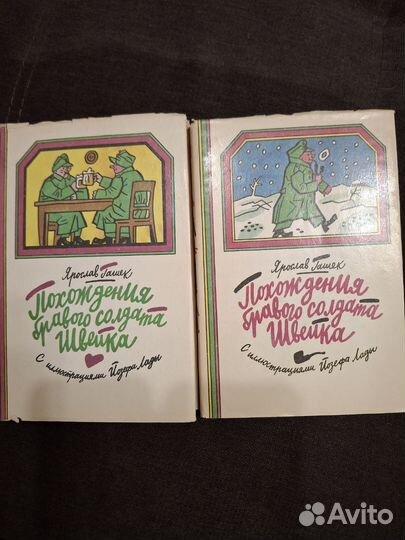 Ярослав Гашек
Похождения
бравого солдата
Швейка
С иллюстрациями Йозефа Лады
Ярослав Гашек
Похождения
бравого солдата
Швейка
С иллюстрациями Йозефа Лады
Avito